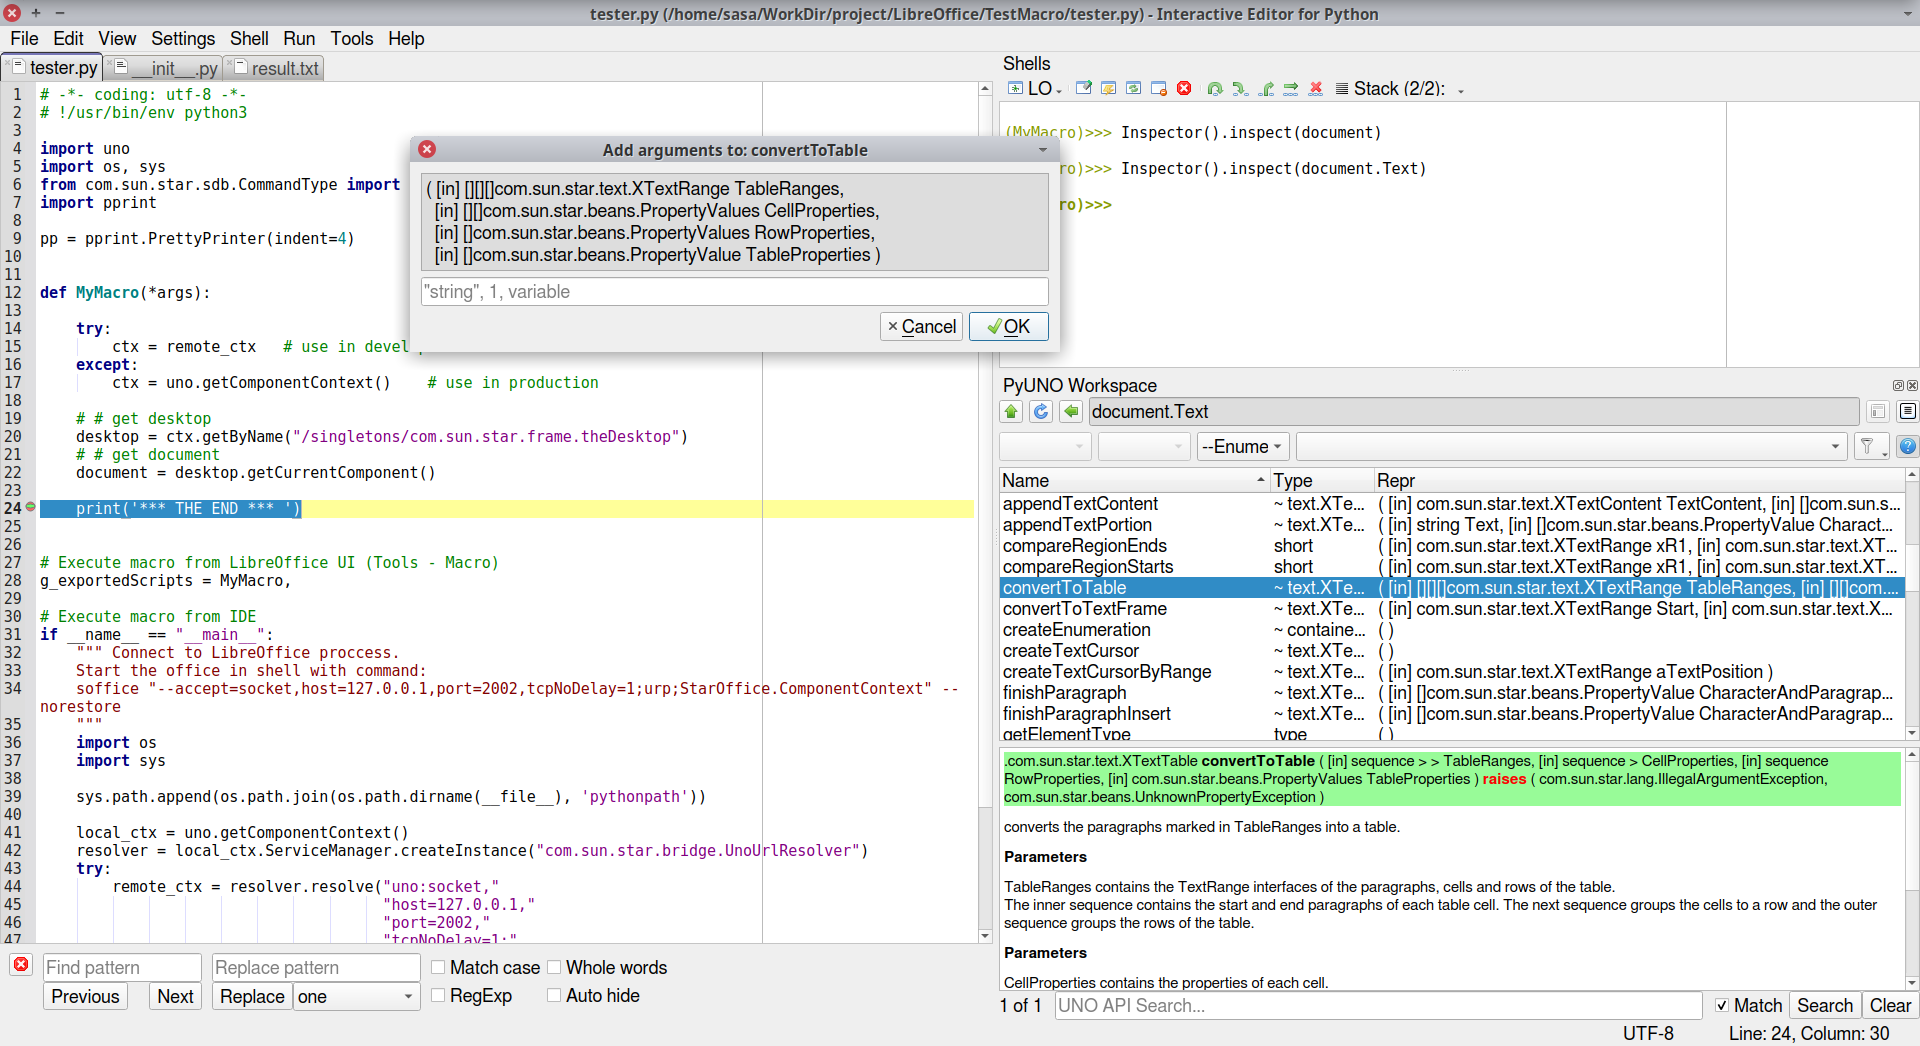 tester.py (/home/sasa/WorkDir/project/LibreOffice/TestMacro/tester.py) - Interactive Editor for Python
File Edit View Settings Shell Run Tools Help
tester.py __init__.py result.txt
1 # -*- coding: utf-8 -*-
2 # !/usr/bin/env python3
3
4 import uno
5 import os, sys
6 from com.sun.star.sdb.CommandType import
7 import pprint
8
9 pp = pprint.PrettyPrinter(indent=4)
10
11
12 def MyMacro(*args):
13
14 try:
15 ctx = remote_ctx # use in devel
16 except:
17 ctx = uno.getComponentContext() # use in production
18
19 # # get desktop
20 desktop = ctx.getByName("/singletons/com.sun.star.frame.theDesktop")
21 # # get document
22 document = desktop.getCurrentComponent()
23
24 print('*** THE END *** ')
25
26
27 # Execute macro from LibreOffice UI (Tools - Macro)
28 g_exportedScripts = MyMacro,
29
30 # Execute macro from IDE
31 if __name__ == "__main__":
32 """ Connect to LibreOffice proccess.
33 Start the office in shell with command:
34 soffice "--accept=socket,host=127.0.0.1,port=2002,tcpNoDelay=1;urp;StarOffice.ComponentContext" --
norestore
35 """
36 import os
37 import sys
38
39 sys.path.append(os.path.join(os.path.dirname(__file__), 'pythonpath'))
40
41 local_ctx = uno.getComponentContext()
42 resolver = local_ctx.ServiceManager.createInstance("com.sun.star.bridge.UnoUrlResolver")
43 try:
44 remote_ctx = resolver.resolve("uno:socket,"
45 "host=127.0.0.1,"
46 "port=2002,"
47 "tcpNoDelay=1;"
Find pattern Replace pattern Match case Whole words
Previous Next Replace one RegExp Auto hide
Add arguments to: convertToTable
( [in] [][][]com.sun.star.text.XTextRange TableRanges,
[in] [][]com.sun.star.beans.PropertyValues CellProperties,
[in] []com.sun.star.beans.PropertyValues RowProperties,
[in] []com.sun.star.beans.PropertyValue TableProperties )
"string", 1, variable
Cancel OK
Shells
LO Stack (2/2):
(MyMacro)>>> Inspector().inspect(document)
ro)>>> Inspector().inspect(document.Text)
ro)>>>
PyUNO Workspace
document.Text
--Enume
Name Type Repr
appendTextContent ~ text.XTe... ( [in] com.sun.star.text.XTextContent TextContent, [in] []com.sun.s...
appendTextPortion ~ text.XTe... ( [in] string Text, [in] []com.sun.star.beans.PropertyValue Charact...
compareRegionEnds short ( [in] com.sun.star.text.XTextRange xR1, [in] com.sun.star.text.XT...
compareRegionStarts short ( [in] com.sun.star.text.XTextRange xR1, [in] com.sun.star.text.XT...
convertToTable ~ text.XTe... ( [in] [][][]com.sun.star.text.XTextRange TableRanges, [in] [][]com....
convertToTextFrame ~ text.XTe... ( [in] com.sun.star.text.XTextRange Start, [in] com.sun.star.text.X...
createEnumeration ~ containe... ( )
createTextCursor ~ text.XTe... ( )
createTextCursorByRange ~ text.XTe... ( [in] com.sun.star.text.XTextRange aTextPosition )
finishParagraph ~ text.XTe... ( [in] []com.sun.star.beans.PropertyValue CharacterAndParagrap...
finishParagraphInsert ~ text.XTe... ( [in] []com.sun.star.beans.PropertyValue CharacterAndParagrap...
getElementType type ( )
.com.sun.star.text.XTextTable convertToTable ( [in] sequence > > TableRanges, [in] sequence > CellProperties, [in] sequence
RowProperties, [in] com.sun.star.beans.PropertyValues TableProperties ) raises ( com.sun.star.lang.IllegalArgumentException,
com.sun.star.beans.UnknownPropertyException )
converts the paragraphs marked in TableRanges into a table.
Parameters
TableRanges contains the TextRange interfaces of the paragraphs, cells and rows of the table.
The inner sequence contains the start and end paragraphs of each table cell. The next sequence groups the cells to a row and the outer
sequence groups the rows of the table.
Parameters
CellProperties contains the properties of each cell.
1 of 1 UNO API Search... Match Search Clear
UTF-8 Line: 24, Column: 30